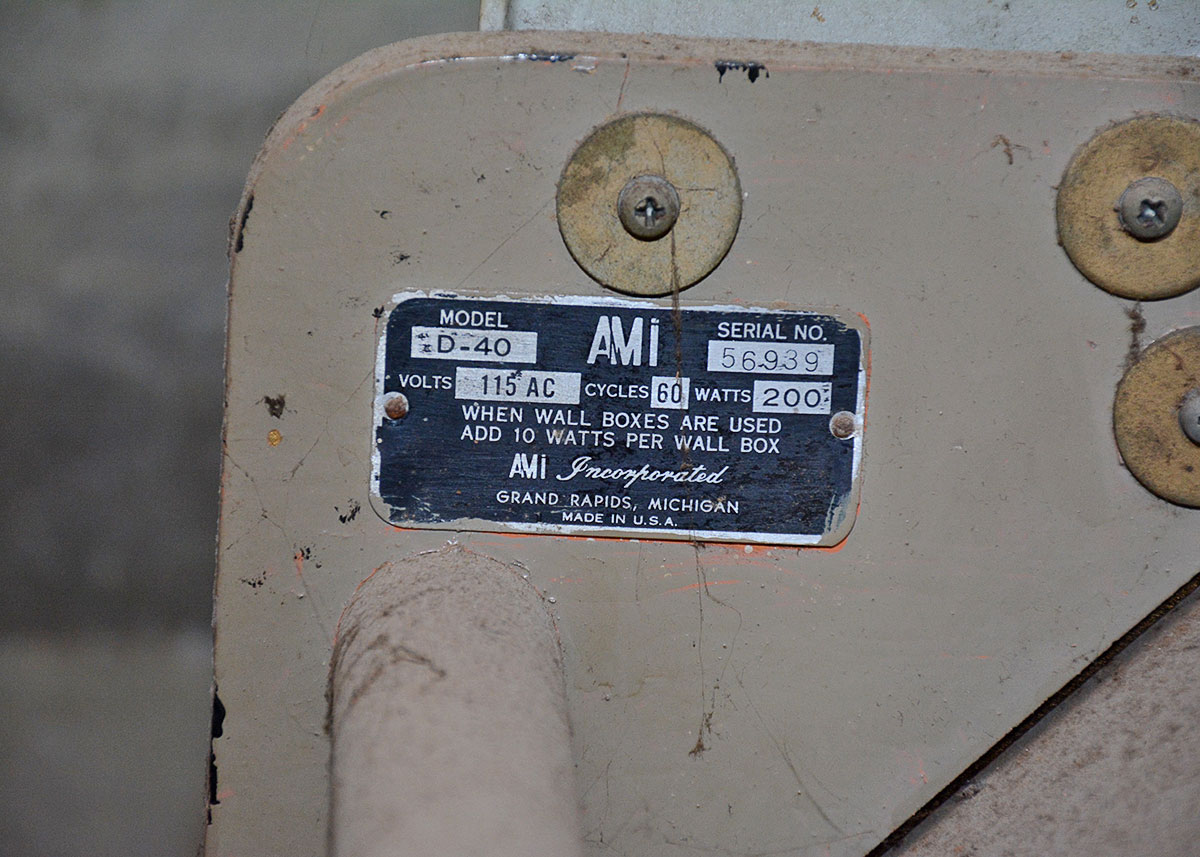 MODEL AMi SERIAL NO.
D-40 56939
VOLTS 115 AC CYCLES 60 WATTS 200
WHEN WALL BOXES ARE USED
ADD 10 WATTS PER WALL BOX
AMi Incorporated
GRAND RAPIDS, MICHIGAN
MADE IN U.S.A.